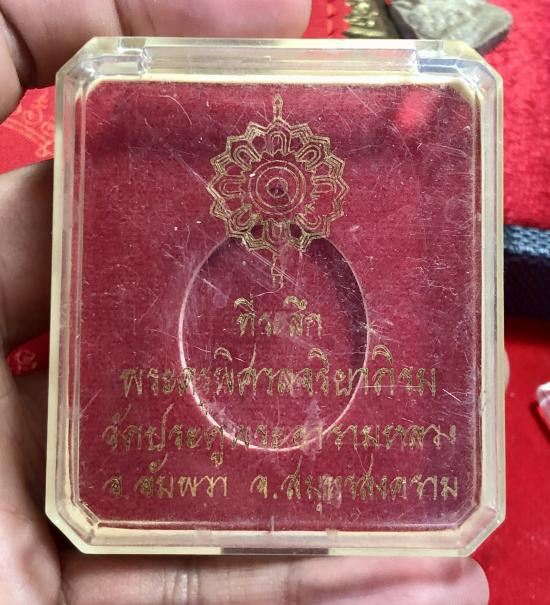 ที่ระลึก
พระครูพิศาลจริยาภิรม
วัดประดู่พระอารามหลวง
อ.อัมพวา จ.สมุทรสงคราม